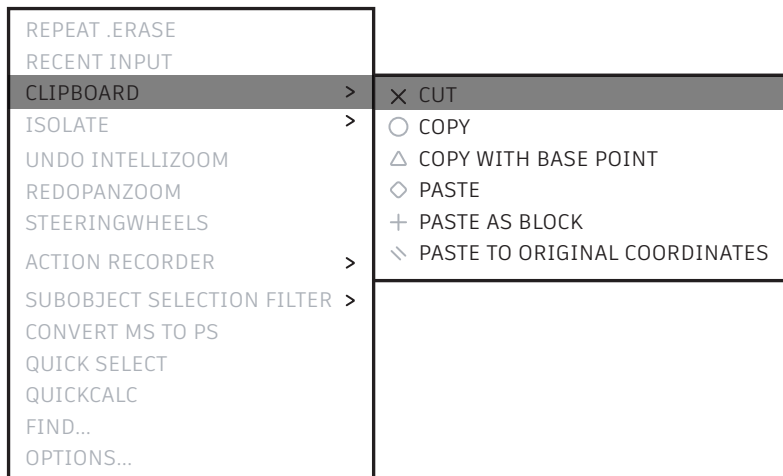 REPEAT .ERASE
RECENT INPUT
CLIPBOARD >
ISOLATE >
UNDO INTELLIZOOM
REDOPANZOOM
STEERINGWHEELS
ACTION RECORDER >
SUBOBJECT SELECTION FILTER >
CONVERT MS TO PS
QUICK SELECT
QUICKCALC
FIND...
OPTIONS...
CUT
COPY
COPY WITH BASE POINT
PASTE
PASTE AS BLOCK
PASTE TO ORIGINAL COORDINATES